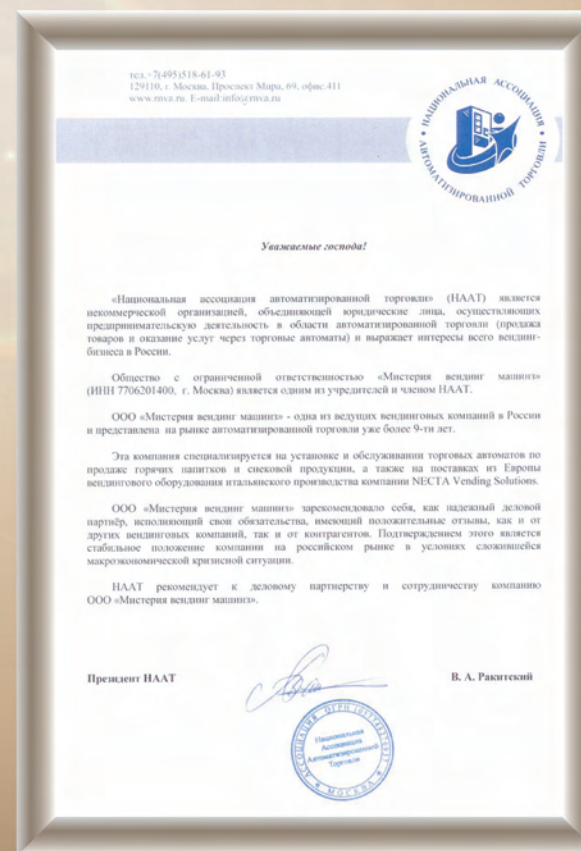 тел.+7(495)518-61-93
129110, г. Москва, Проспект Мира, 69, офис.411
www.rnva.ru. E-mail:info@rnva.ru
НАЦИОНАЛЬНАЯ АССОЦИАЦИЯ АВТОМАТИЗИРОВАННОЙ ТОРГОВЛИ
Уважаемые господа!
«Национальная ассоциация автоматизированной торговли» (НААТ) является
некоммерческой организацией, объединяющей юридические лица, осуществляющих
предпринимательскую деятельность в области автоматизированной торговли (продажа
товаров и оказание услуг через торговые автоматы) и выражает интересы всего вендинг-
бизнеса в России.
Общество с ограниченной ответственностью «Мистерия вендинг машинз»
(ИНН 7706201400, г. Москва) является одним из учредителей и членом НААТ.
ООО «Мистерия вендинг машинз» - одна из ведущих вендинговых компаний в России
и представлена на рынке автоматизированной торговли уже более 9-ти лет.
Эта компания специализируется на установке и обслуживании торговых автоматов по
продаже горячих напитков и снековой продукции, а также на поставках из Европы
вендингового оборудования итальянского производства компании NECTA Vending Solutions.
ООО «Мистерия вендинг машинз» зарекомендовало себя, как надежный деловой
партнёр, исполняющий свои обязательства, имеющий положительные отзывы, как и от
других вендинговых компаний, так и от контрагентов. Подтверждением этого является
стабильное положение компании на российском рынке в условиях сложившейся
макроэкономической кризисной ситуации.
НААТ рекомендует к деловому партнерству и сотрудничеству компанию
ООО «Мистерия вендинг машинз».
Президент НААТ
В. А. Ракитский
АССОЦИАЦИЯ ОГРН
Национальная
Ассоциация
Автоматизированной
Торговли
МОСКВА